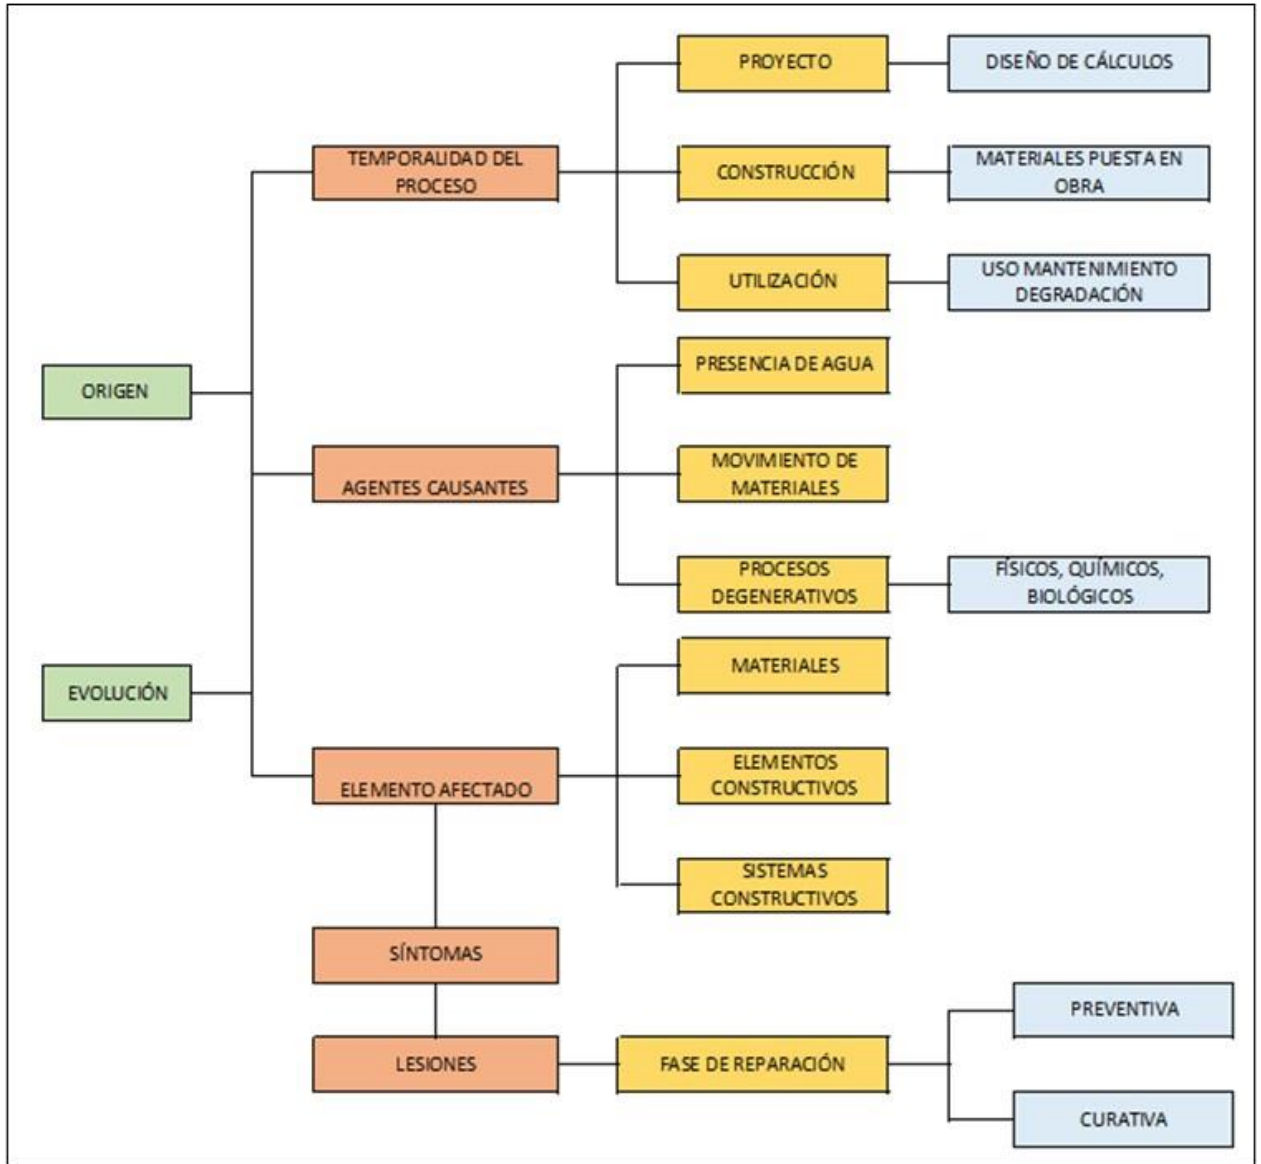 PROYECTO
DISEÑO DE CÁLCULOS
TEMPORALIDAD DEL
PROCESO
CONSTRUCCIÓN
MATERIALES PUESTA EN
OBRA
UTILIZACIÓN
USO MANTENIMIENTO
DEGRADACIÓN
ORIGEN
PRESENCIA DE AGUA
AGENTES CAUSANTES
MOVIMIENTO DE
MATERIALES
PROCESOS
DEGENERATIVOS
FÍSICOS, QUÍMICOS,
BIOLÓGICOS
EVOLUCIÓN
MATERIALES
ELEMENTO AFECTADO
ELEMENTOS
CONSTRUCTIVOS
SISTEMAS
CONSTRUCTIVOS
SÍNTOMAS
LESIONES
FASE DE REPARACIÓN
PREVENTIVA
CURATIVA